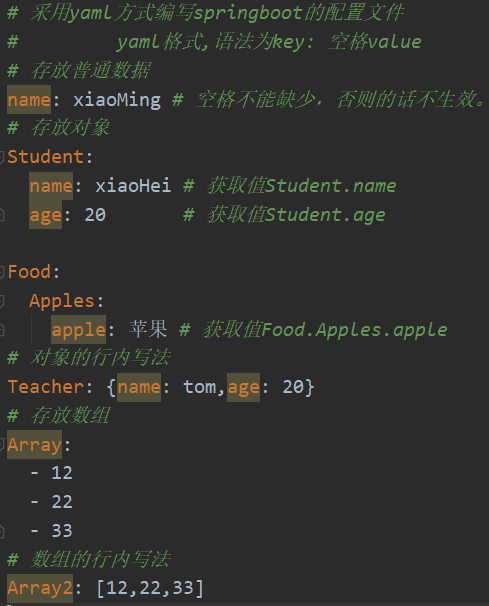 # 采用yaml方式编写springboot的配置文件
#        yaml格式,语法为key: 空格value
# 存放普通数据
name: xiaoMing # 空格不能缺少，否则的话不生效。
# 存放对象
Student:
  name: xiaoHei # 获取值Student.name
  age: 20       # 获取值Student.age
Food:
  Apples:
    apple: 苹果 # 获取值Food.Apples.apple
# 对象的行内写法
Teacher: {name: tom,age: 20}
# 存放数组
Array:
  - 12
  - 22
  - 33
# 数组的行内写法
Array2: [12,22,33]